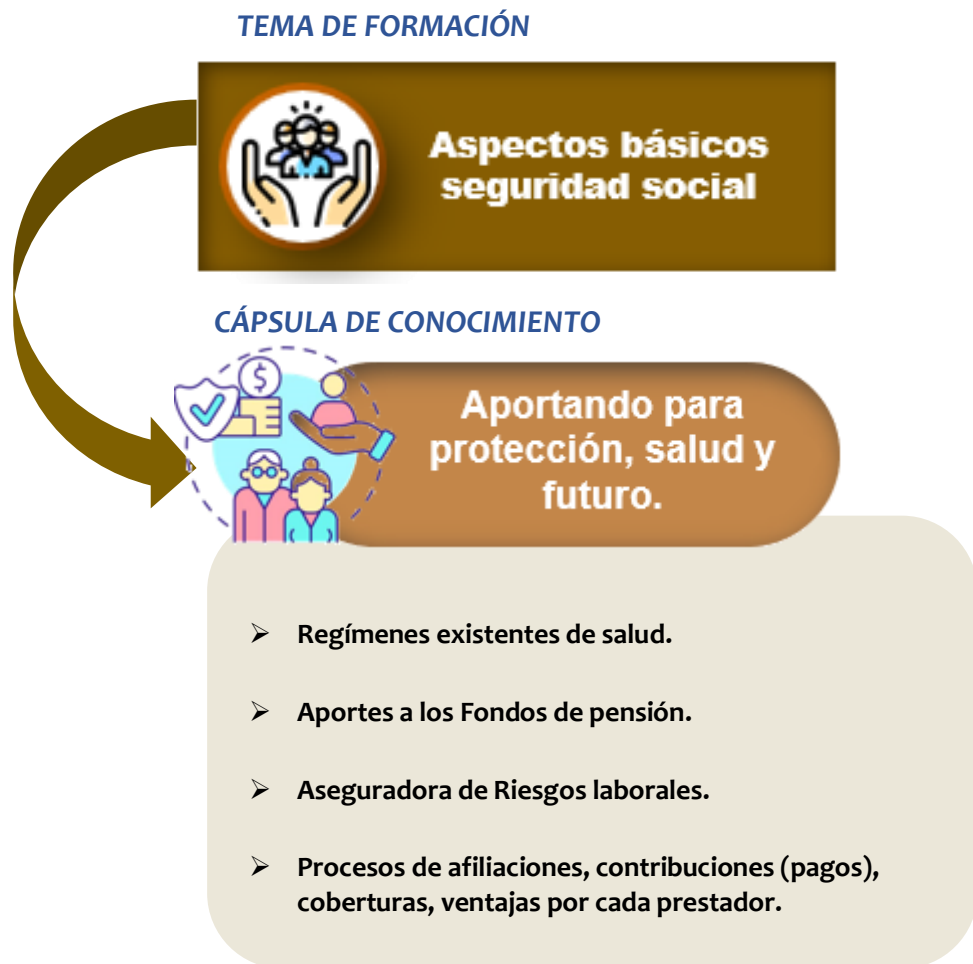 TEMA DE FORMACIÓN
Aspectos básicos
seguridad social
CÁPSULA DE CONOCIMIENTO
$
Aportando para
protección, salud y
futuro.
➢ Regímenes existentes de salud.
➢ Aportes a los Fondos de pensión.
➢ Aseguradora de Riesgos laborales.
➢ Procesos de afiliaciones, contribuciones (pagos),
coberturas, ventajas por cada prestador.